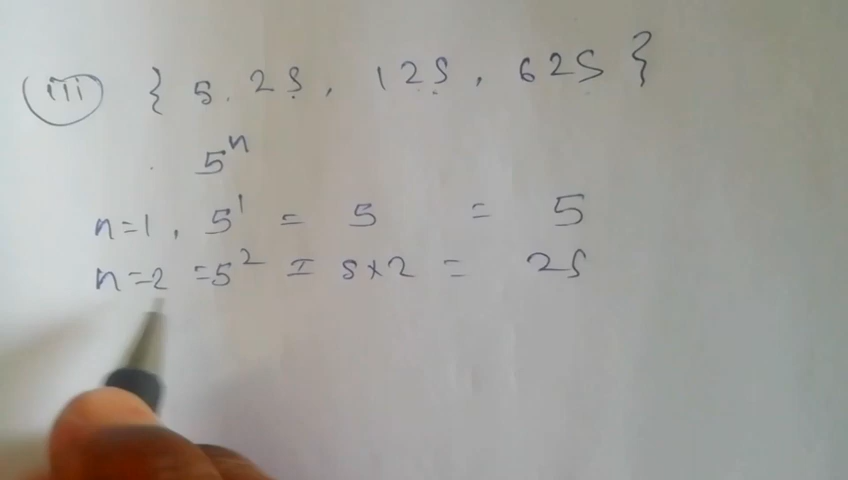 (iii) { 5, 25, 125, 625 }
5ⁿ
n=1, 5¹ = 5 = 5
n=2 =5² = 5×2 = 25